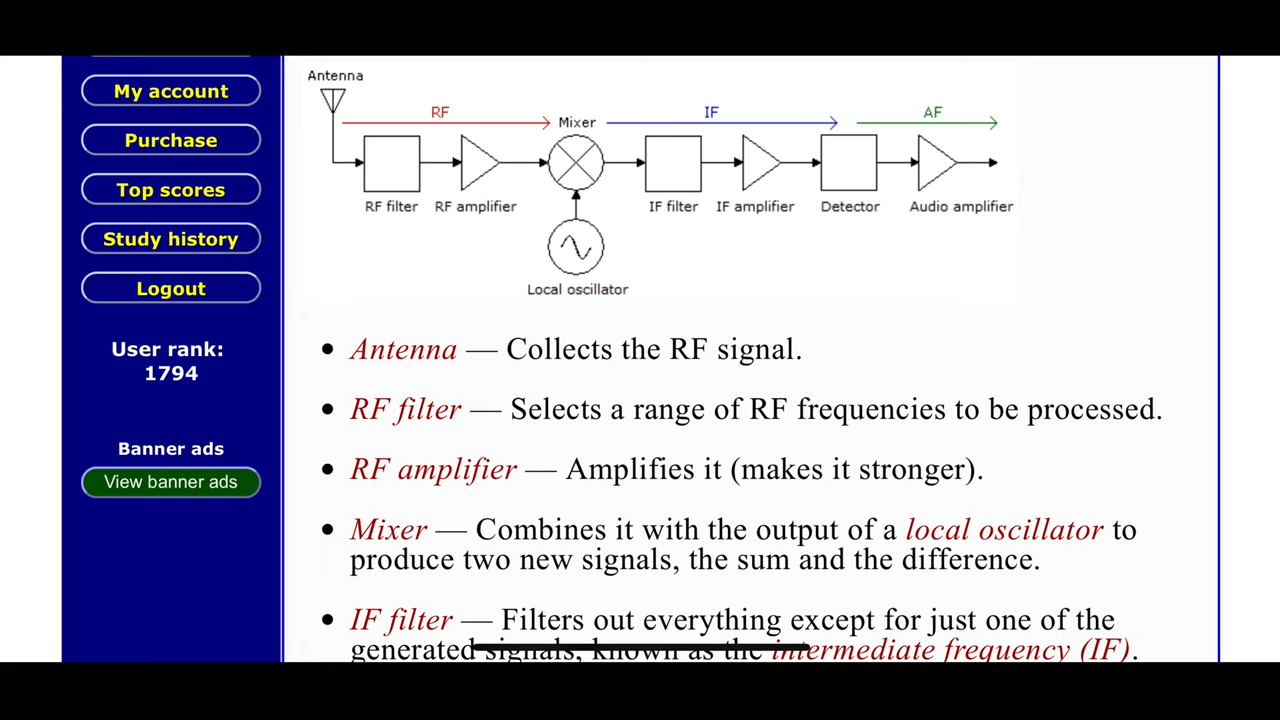 My account
Purchase
Top scores
Study history
Logout
User rank:
1794
Banner ads
View banner ads
Antenna
RF
Mixer
IF
AF
RF filter
RF amplifier
IF filter
IF amplifier
Detector
Audio amplifier
Local oscillator
• Antenna — Collects the RF signal.
• RF filter — Selects a range of RF frequencies to be processed.
• RF amplifier — Amplifies it (makes it stronger).
• Mixer — Combines it with the output of a local oscillator to
produce two new signals, the sum and the difference.
• IF filter — Filters out everything except for just one of the
generated signals, known as the intermediate frequency (IF).